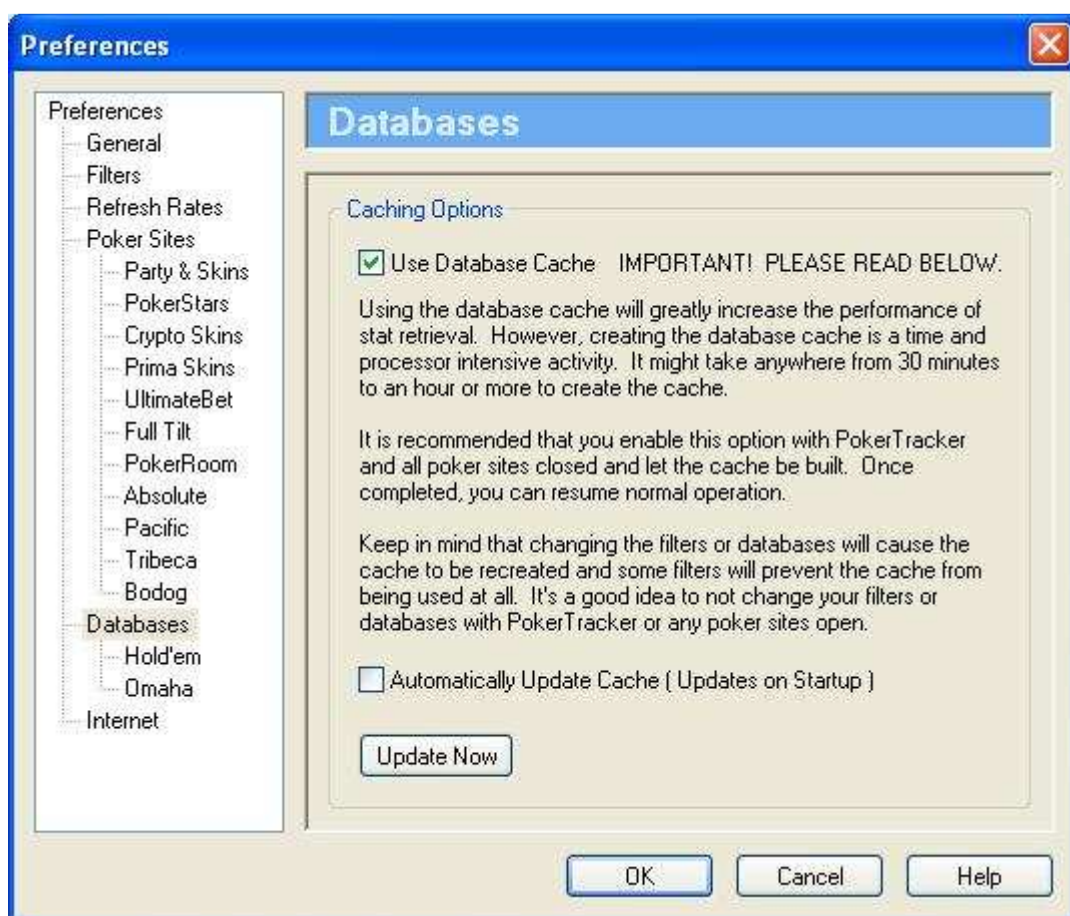 Preferences
Preferences
General
Filters
Refresh Rates
Poker Sites
Party & Skins
PokerStars
Crypto Skins
Prima Skins
UltimateBet
Full Tilt
PokerRoom
Absolute
Pacific
Tribeca
Bodog
Databases
Hold'em
Omaha
Internet
Databases
Caching Options
Use Database Cache IMPORTANT! PLEASE READ BELOW.
Using the database cache will greatly increase the performance of
stat retrieval. However, creating the database cache is a time and
processor intensive activity. It might take anywhere from 30 minutes
to an hour or more to create the cache.
It is recommended that you enable this option with PokerTracker
and all poker sites closed and let the cache be built. Once
completed, you can resume normal operation.
Keep in mind that changing the filters or databases will cause the
cache to be recreated and some filters will prevent the cache from
being used at all. It's a good idea to not change your filters or
databases with PokerTracker or any poker sites open.
Automatically Update Cache ( Updates on Startup )
Update Now
OK Cancel Help